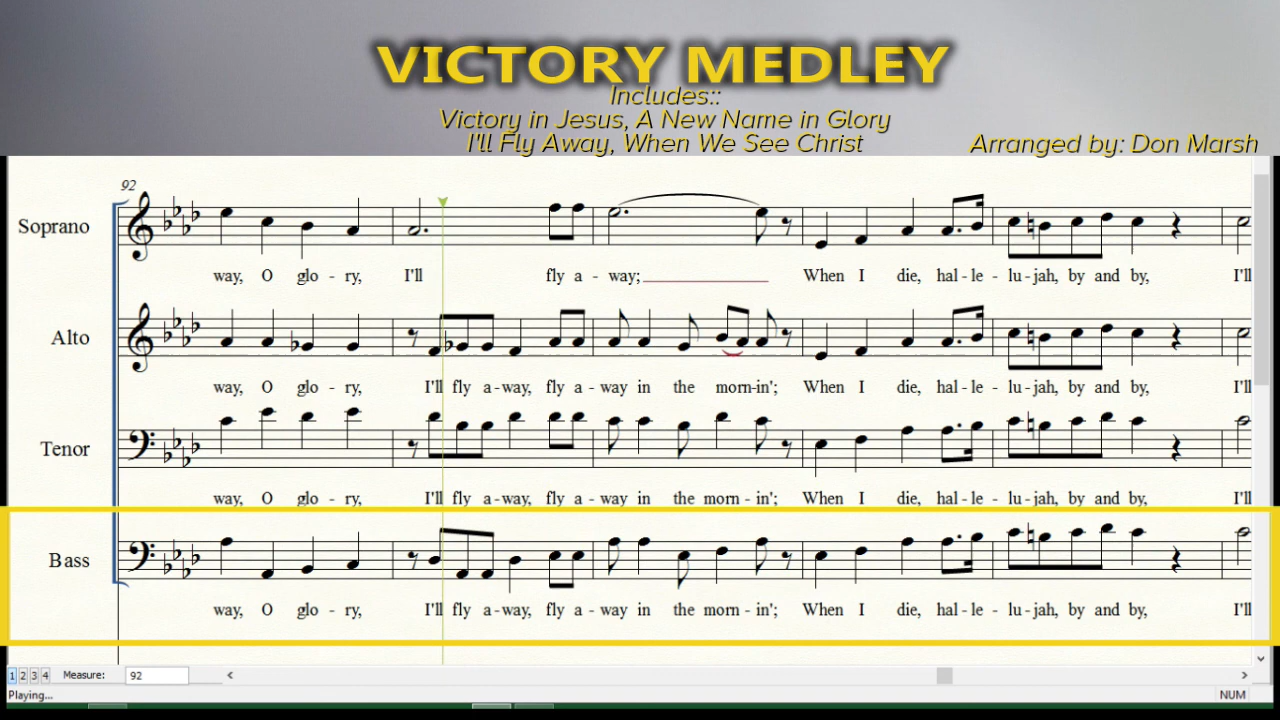 VICTORY MEDLEY
Includes::
Victory in Jesus, A New Name in Glory
I'll Fly Away, When We See Christ
Arranged by: Don Marsh
92
Soprano
way, O glo - ry, I'll fly a - way; When I die, hal - le - lu - jah, by and by, I'll
Alto
way, O glo - ry, I'll fly a - way, fly a - way in the morn-in'; When I die, hal - le - lu - jah, by and by, I'll
Tenor
way, O glo - ry, I'll fly a - way, fly a - way in the morn - in'; When I die, hal - le - lu - jah, by and by, I'll
Bass
way, O glo - ry, I'll fly a - way, fly a - way in the morn - in'; When I die, hal - le - lu - jah, by and by, I'll
1 2 3 4 Measure: 92
Playing... NUM